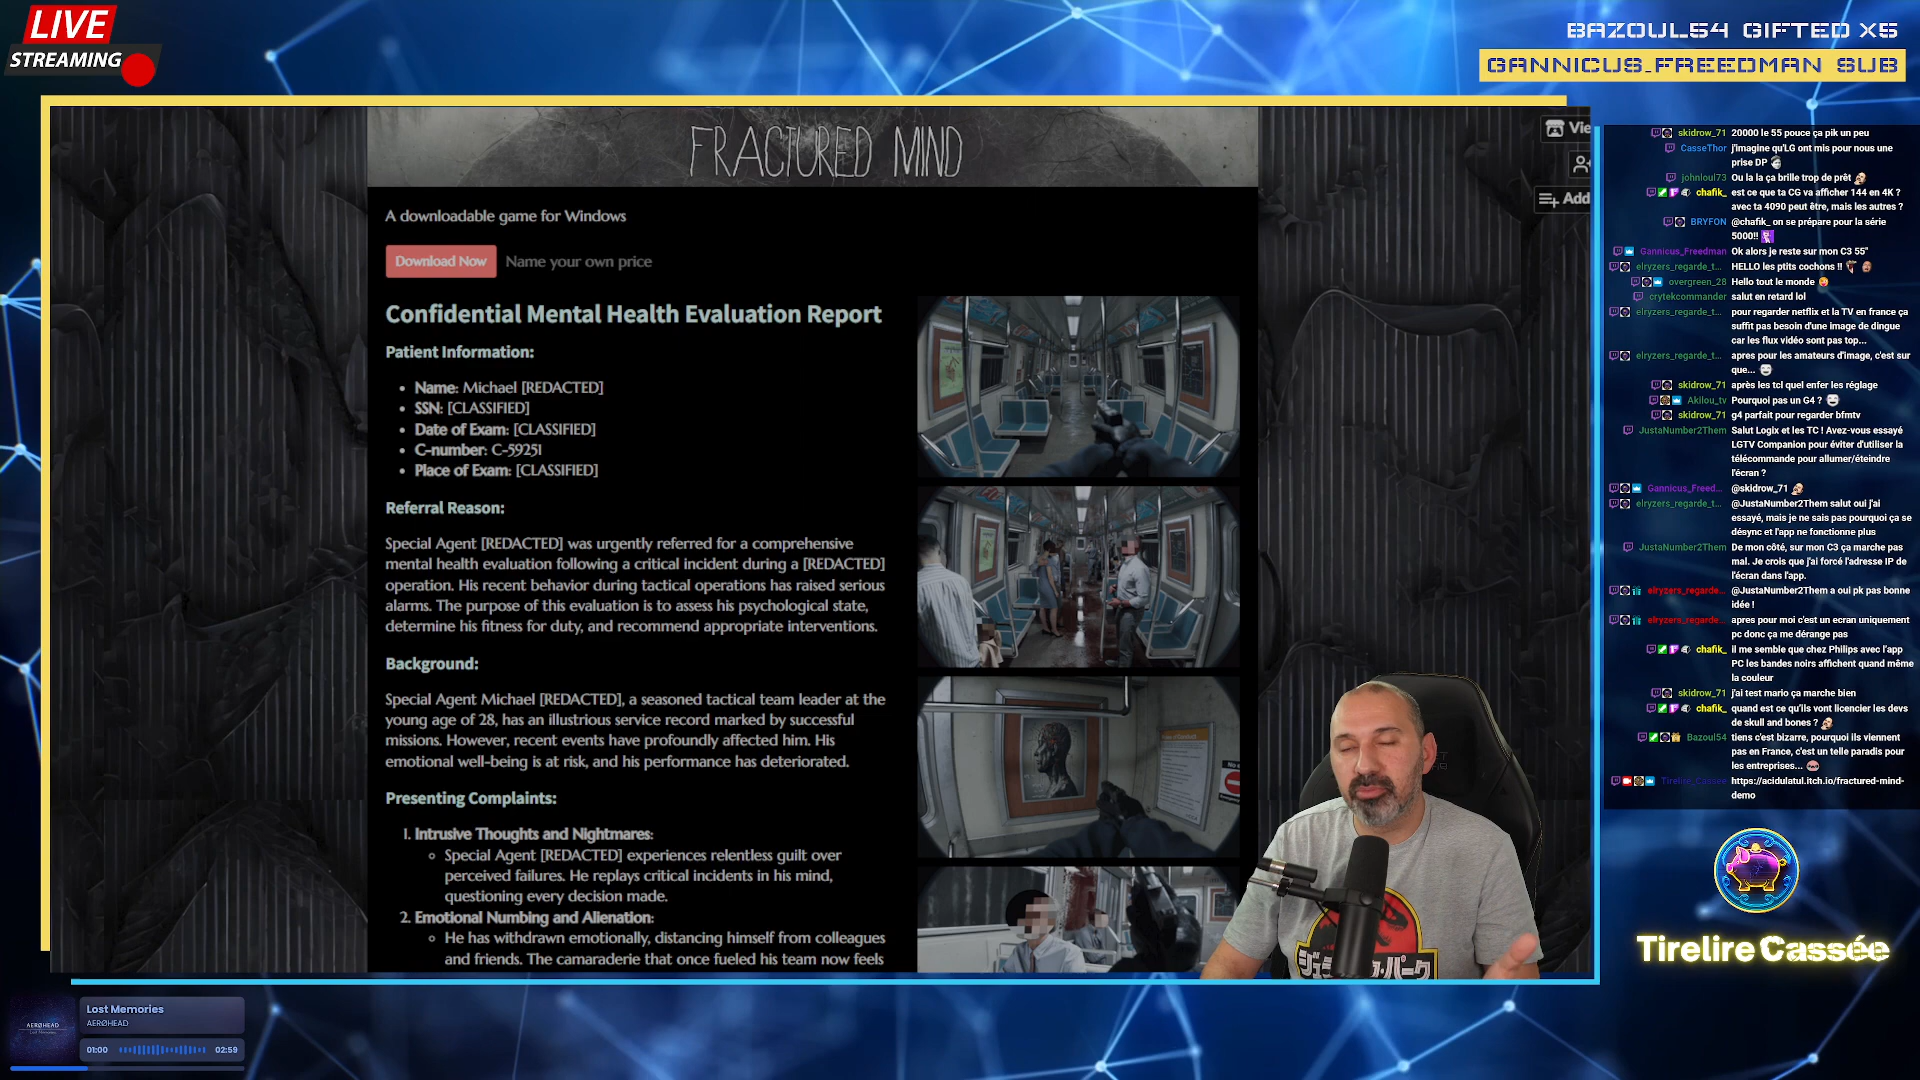 LIVE
STREAMING
BAZOUL54 GIFTED X5
GANNICUS_FREEDMAN SUB
FRACTURED MIND
Vie
Add
A downloadable game for Windows
Download Now
Name your own price
Confidential Mental Health Evaluation Report
Patient Information:
• Name: Michael [REDACTED]
• SSN: [CLASSIFIED]
• Date of Exam: [CLASSIFIED]
• C-number: C-59251
• Place of Exam: [CLASSIFIED]
Referral Reason:
Special Agent [REDACTED] was urgently referred for a comprehensive
mental health evaluation following a critical incident during a [REDACTED]
operation. His recent behavior during tactical operations has raised serious
alarms. The purpose of this evaluation is to assess his psychological state,
determine his fitness for duty, and recommend appropriate interventions.
Background:
Special Agent Michael [REDACTED], a seasoned tactical team leader at the
young age of 28, has an illustrious service record marked by successful
missions. However, recent events have profoundly affected him. His
emotional well-being is at risk, and his performance has deteriorated.
Presenting Complaints:
1. Intrusive Thoughts and Nightmares:
Special Agent [REDACTED] experiences relentless guilt over
perceived failures. He replays critical incidents in his mind,
questioning every decision made.
2. Emotional Numbing and Alienation:
He has withdrawn emotionally, distancing himself from colleagues
and friends. The camaraderie that once fueled his team now feels
skidrow_71 20000 le 55 pouce ça pik un peu
CasseThor j'imagine qu'LG ont mis pour nous une
prise DP
johnloul73 Ou la la ça brille trop de prêt
chafik_ est ce que ta CG va afficher 144 en 4K ?
avec ta 4090 peut être, mais les autres ?
BRYFON @chafik_ on se prépare pour la série
5000!!
Gannicus_Freedman Ok alors je reste sur mon C3 55"
elryzers_regarde_t... HELLO les ptits cochons !!
overgreen_28 Hello tout le monde
crytekcommander salut en retard lol
elryzers_regarde_t... pour regarder netflix et la TV en france ça
suffit pas besoin d'une image de dingue
car les flux vidéo sont pas top...
elryzers_regarde_t... apres pour les amateurs d'image, c'est sur
que...
skidrow_71 après les tcl quel enfer les réglage
Akilou_tv Pourquoi pas un G4 ?
skidrow_71 g4 parfait pour regarder bfmtv
JustaNumber2Them Salut Logix et les TC ! Avez-vous essayé
LGTV Companion pour éviter d'utiliser la
télécommande pour allumer/éteindre
l'écran ?
Gannicus_Freed... @skidrow_71
elryzers_regarde_t... @JustaNumber2Them salut oui j'ai
essayé, mais je ne sais pas pourquoi ça se
désync et l'app ne fonctionne plus
JustaNumber2Them De mon côté, sur mon C3 ça marche pas
mal. Je crois que j'ai forcé l'adresse IP de
l'écran dans l'app.
elryzers_regarde... @JustaNumber2Them a oui pk pas bonne
idée !
elryzers_regarde... apres pour moi c'est un ecran uniquement
pc donc ça me dérange pas
chafik_ il me semble que chez Philips avec l'app
PC les bandes noirs affichent quand même
la couleur
skidrow_71 j'ai test mario ça marche bien
chafik_ quand est ce qu'ils vont licencier les devs
de skull and bones ?
Bazoul54 tiens c'est bizarre, pourquoi ils viennent
pas en France, c'est un telle paradis pour
les entreprises...
Tirelire_Cassee https://acidulatul.itch.io/fractured-mind-
demo
Tirelire Cassée
AERØHEAD
Lost Memories
AERØHEAD
01:00
02:59